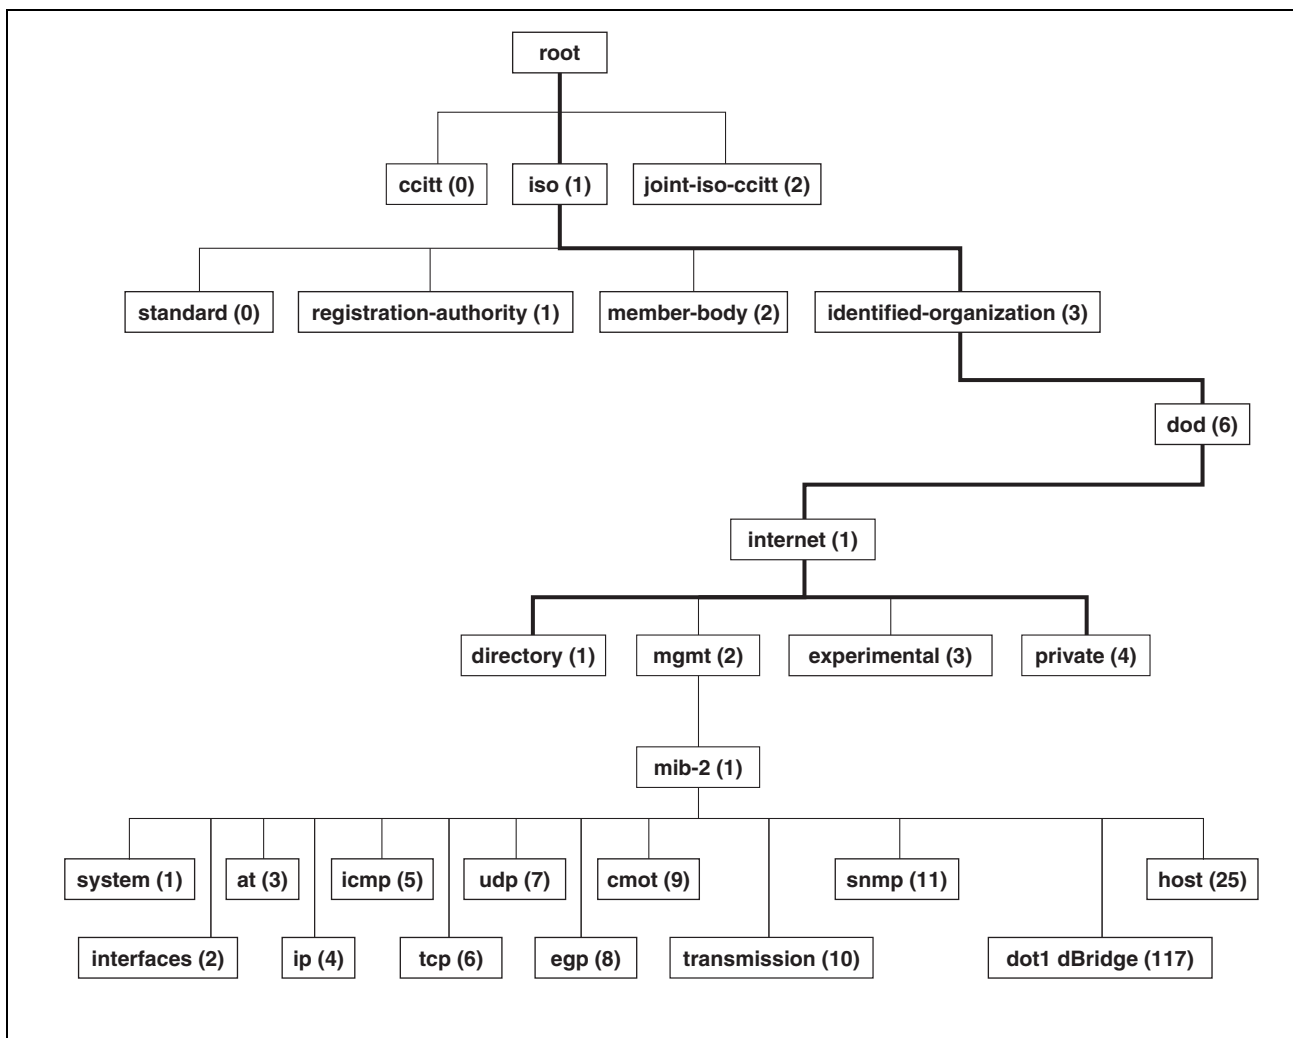 root
ccitt (0)
iso (1)
joint-iso-ccitt (2)
standard (0)
registration-authority (1)
member-body (2)
identified-organization (3)
dod (6)
internet (1)
directory (1)
mgmt (2)
experimental (3)
private (4)
mib-2 (1)
system (1)
at (3)
icmp (5)
udp (7)
cmot (9)
snmp (11)
host (25)
interfaces (2)
ip (4)
tcp (6)
egp (8)
transmission (10)
dot1 dBridge (117)